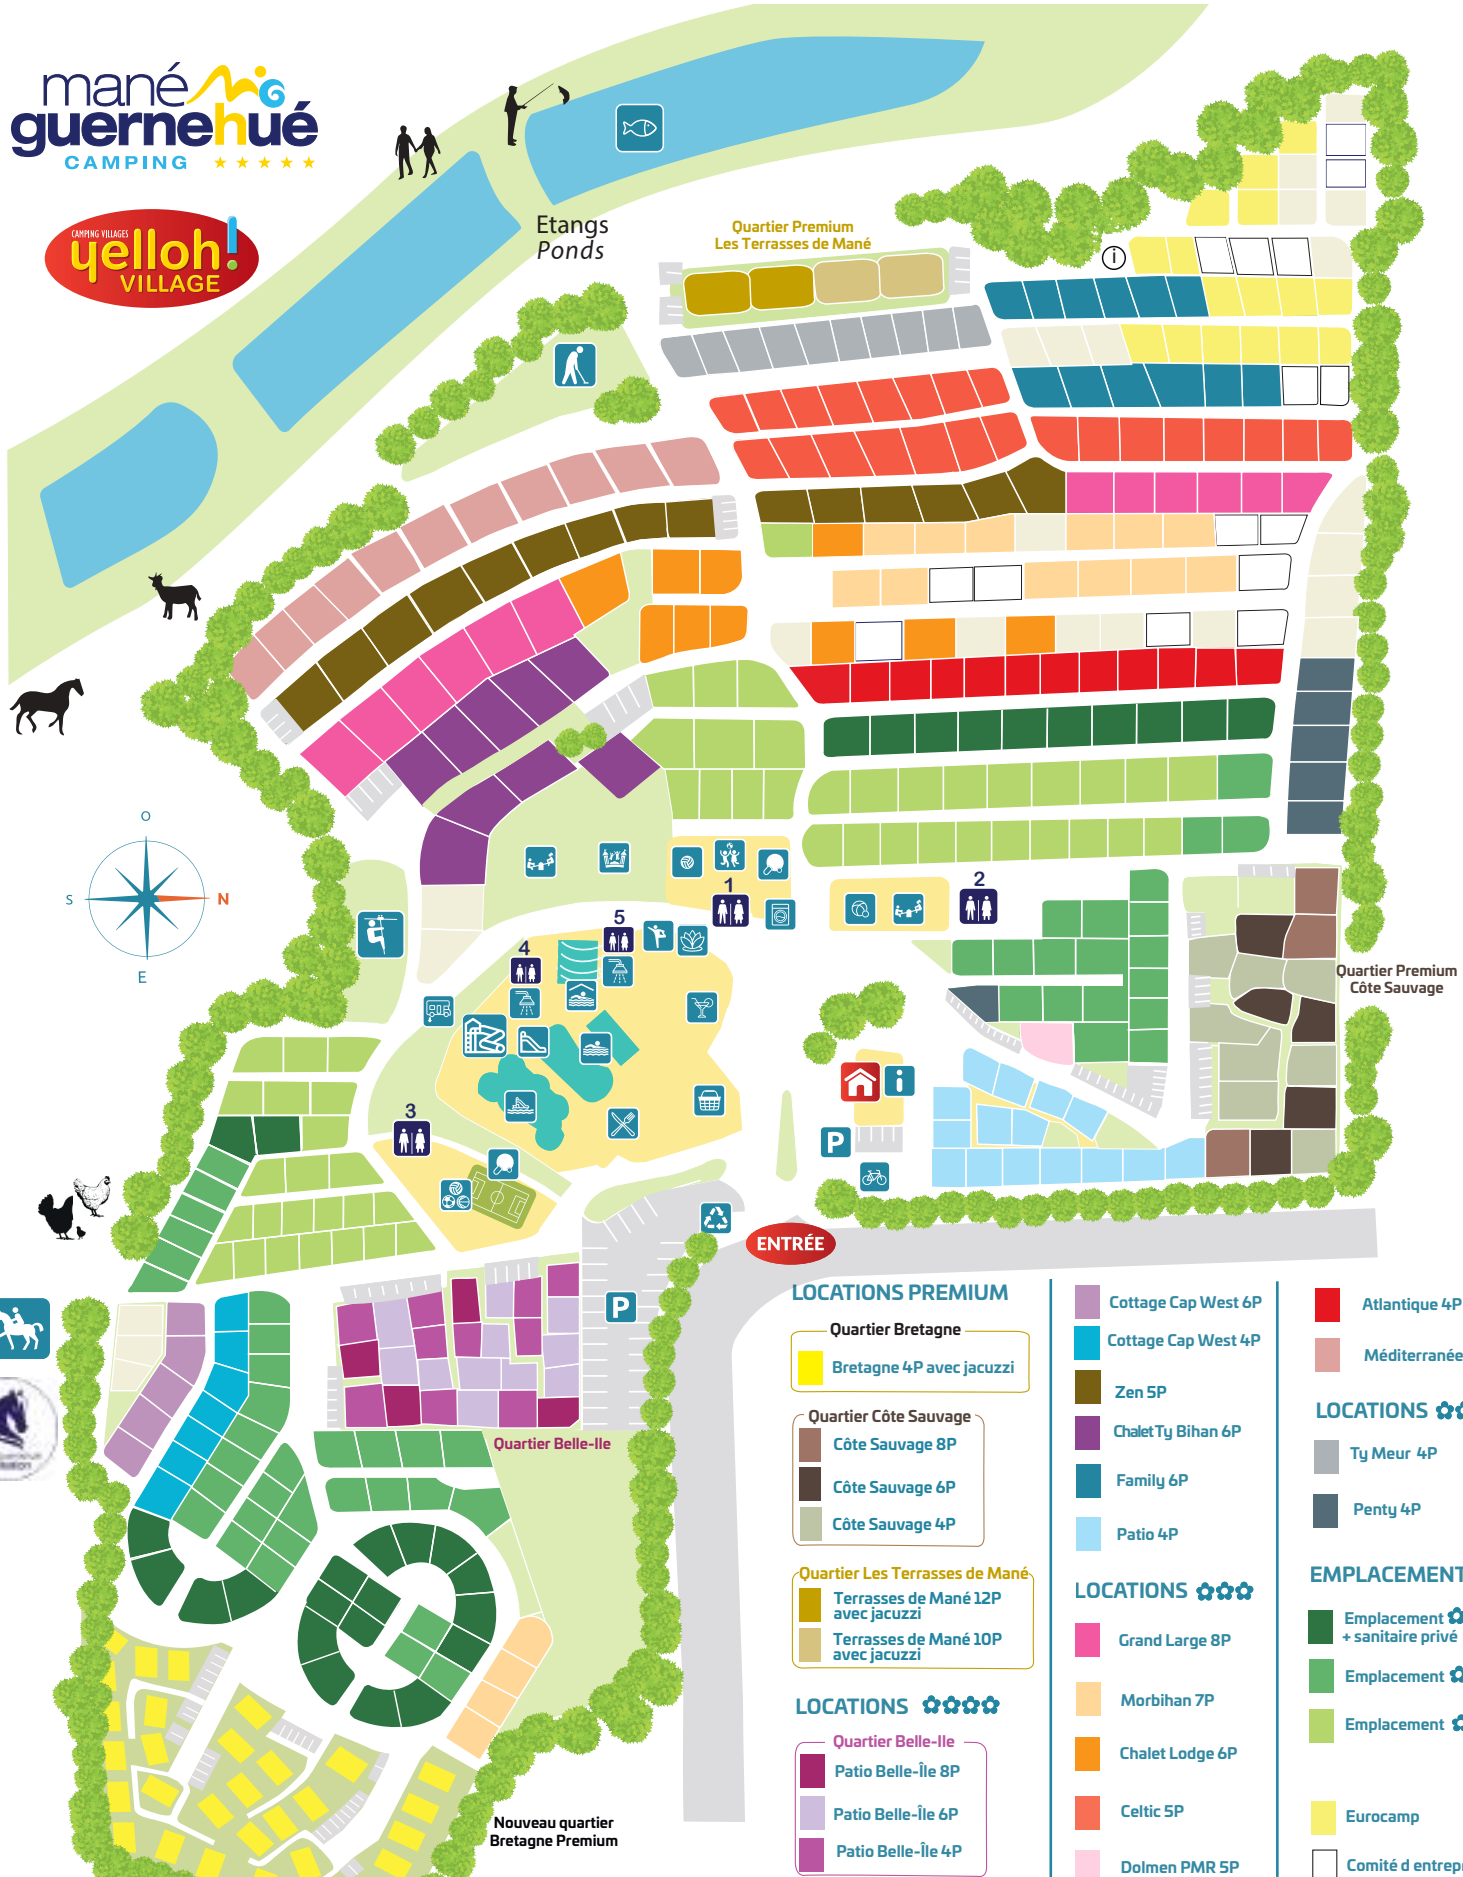 mané
guernehué
CAMPING
CAMPING VILLAGES
yelloh!
VILLAGE
Etangs
Ponds
Quartier Premium
Les Terrasses de Mané
i
O
S
N
E
1
2
5
4
3
Quartier Premium
Côte Sauvage
i
P
ENTRÉE
P
Quartier Belle-Ile
Nouveau quartier
Bretagne Premium
LOCATIONS PREMIUM
Quartier Bretagne
Bretagne 4P avec jacuzzi
Quartier Côte Sauvage
Côte Sauvage 8P
Côte Sauvage 6P
Côte Sauvage 4P
Quartier Les Terrasses de Mané
Terrasses de Mané 12P
avec jacuzzi
Terrasses de Mané 10P
avec jacuzzi
LOCATIONS
Quartier Belle-Ile
Patio Belle-Île 8P
Patio Belle-Île 6P
Patio Belle-Île 4P
Cottage Cap West 6P
Cottage Cap West 4P
Zen 5P
Chalet Ty Bihan 6P
Family 6P
Patio 4P
LOCATIONS
Grand Large 8P
Morbihan 7P
Chalet Lodge 6P
Celtic 5P
Dolmen PMR 5P
Atlantique 4P
Méditerranée
LOCATIONS
Ty Meur 4P
Penty 4P
EMPLACEMENT
Emplacement
+ sanitaire privé
Emplacement
Emplacement
Eurocamp
Comité d entrepr